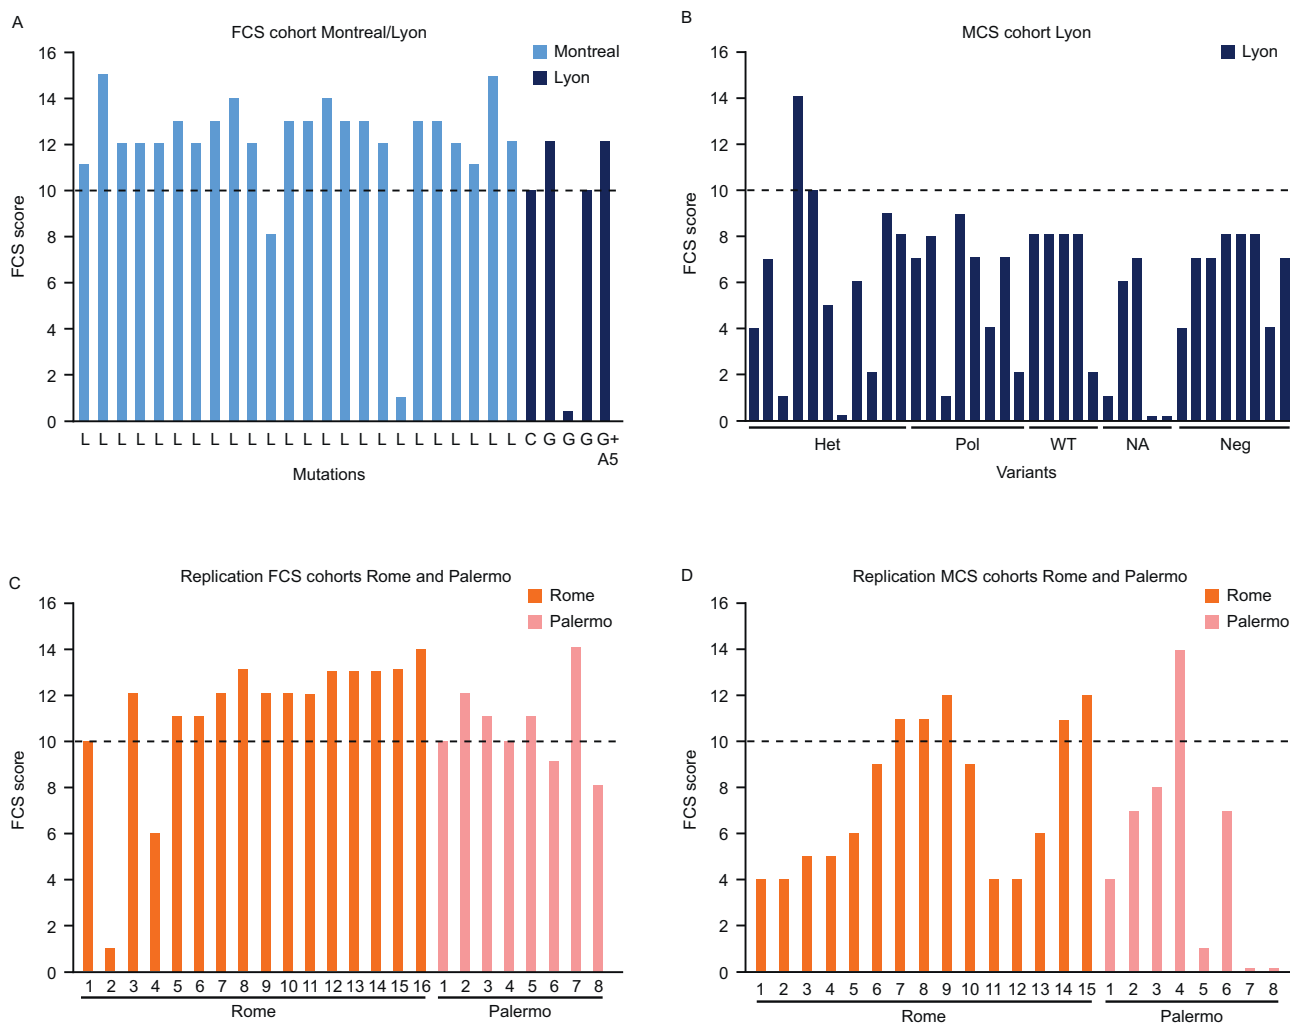 A
FCS cohort Montreal/Lyon
Montreal
Lyon
16
14
12
10
8
6
4
2
0
FCS score
L L L L L L L L L L L L L L L L L L L L L L L L C G G G G+
A5
Mutations
B
MCS cohort Lyon
Lyon
16
14
12
10
8
6
4
2
0
FCS score
Het Pol WT NA Neg
Variants
C
Replication FCS cohorts Rome and Palermo
Rome
Palermo
16
14
12
10
8
6
4
2
0
FCS score
1 2 3 4 5 6 7 8 9 10 11 12 13 14 15 16 1 2 3 4 5 6 7 8
Rome Palermo
D
Replication MCS cohorts Rome and Palermo
Rome
Palermo
16
14
12
10
8
6
4
2
0
FCS score
1 2 3 4 5 6 7 8 9 10 11 12 13 14 15 1 2 3 4 5 6 7 8
Rome Palermo